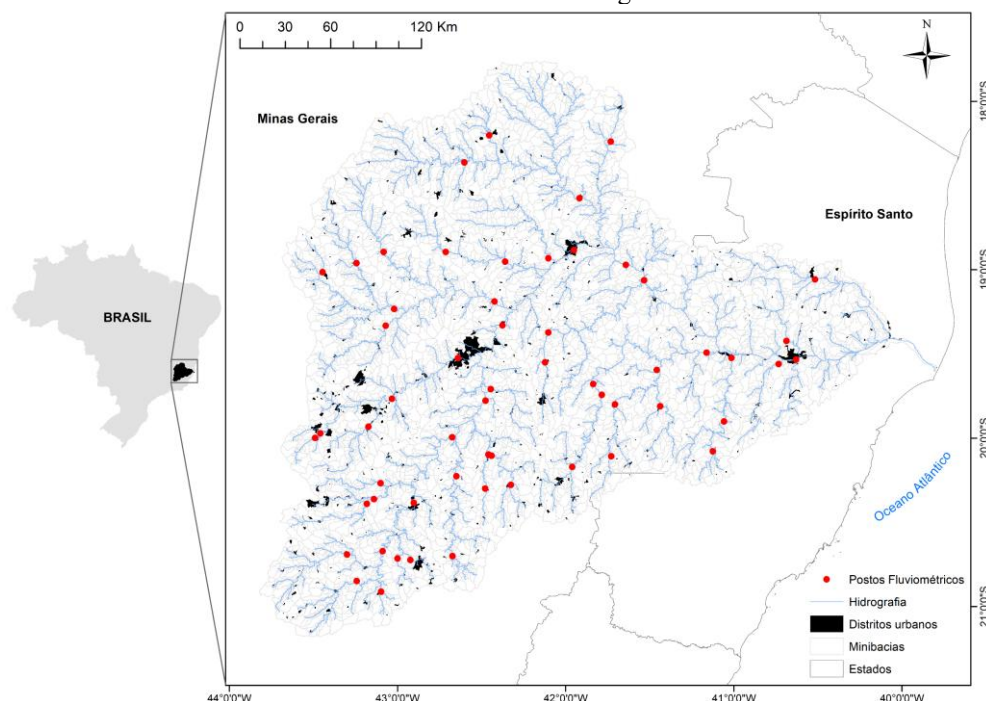 0 30 60 120 Km
N
Minas Gerais
Espírito Santo
BRASIL
Oceano Atlântico
18°0'0"S
19°0'0"S
20°0'0"S
21°0'0"S
Postos Fluviométricos
Hidrografia
Distritos urbanos
Minibacias
Estados
44°0'0"W 43°0'0"W 42°0'0"W 41°0'0"W 40°0'0"W